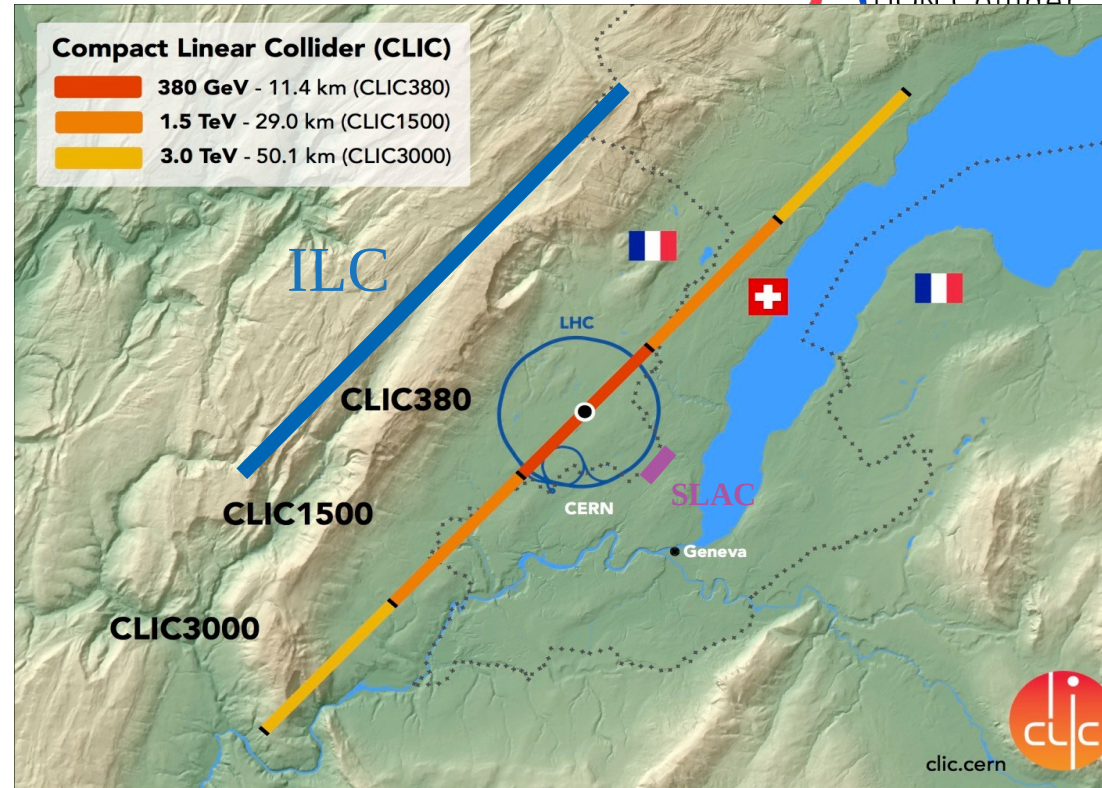 Compact Linear Collider (CLIC)
380 GeV - 11.4 km (CLIC380)
1.5 TeV - 29.0 km (CLIC1500)
3.0 TeV - 50.1 km (CLIC3000)
ILC
LHC
CLIC380
SLAC
CERN
CLIC1500
Geneva
CLIC3000
clic
clic.cern